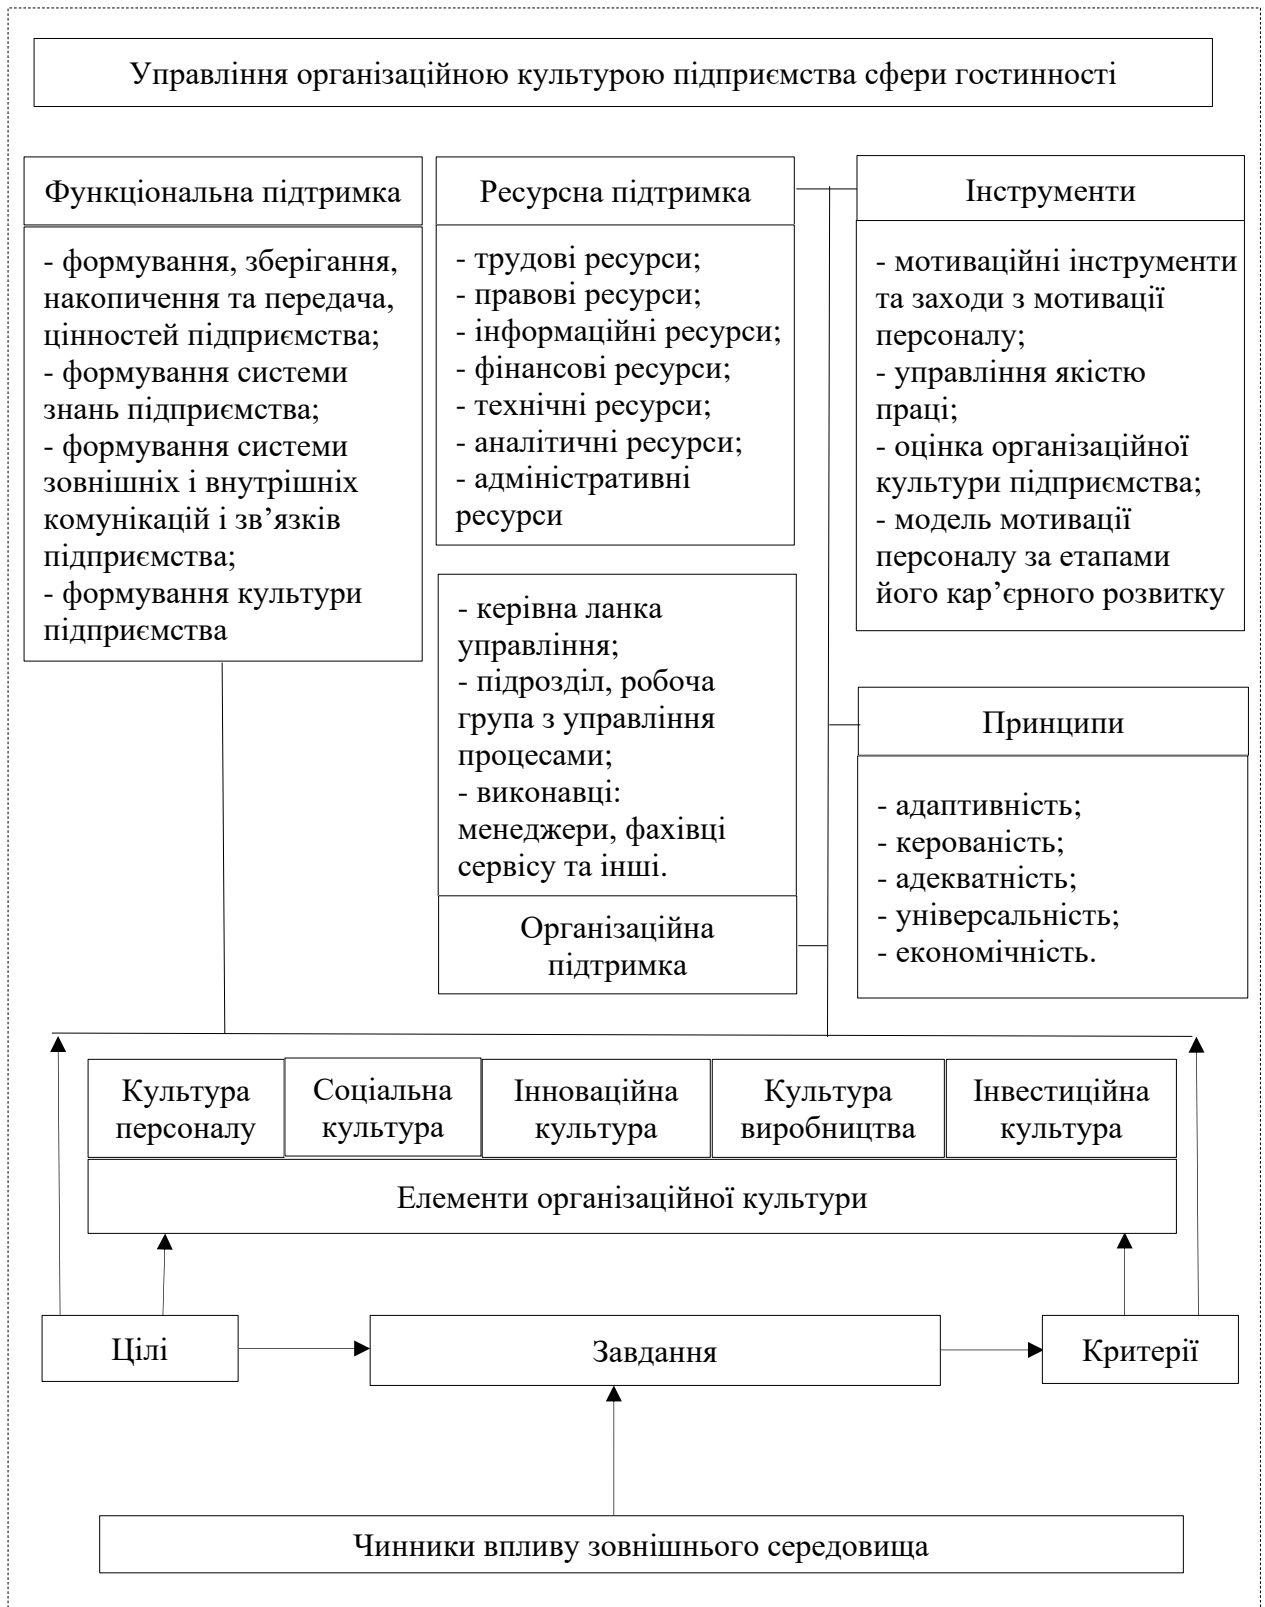 Управління організаційною культурою підприємства сфери гостинності
Функціональна підтримка
- формування, зберігання,
накопичення та передача,
цінностей підприємства;
- формування системи
знань підприємства;
- формування системи
зовнішніх і внутрішніх
комунікацій і зв’язків
підприємства;
- формування культури
підприємства
Ресурсна підтримка
- трудові ресурси;
- правові ресурси;
- інформаційні ресурси;
- фінансові ресурси;
- технічні ресурси;
- аналітичні ресурси;
- адміністративні
ресурси
Інструменти
- мотиваційні інструменти
та заходи з мотивації
персоналу;
- управління якістю
праці;
- оцінка організаційної
культури підприємства;
- модель мотивації
персоналу за етапами
його кар’єрного розвитку
- керівна ланка
управління;
- підрозділ, робоча
група з управління
процесами;
- виконавці:
менеджери, фахівці
сервісу та інші.
Організаційна
підтримка
Принципи
- адаптивність;
- керованість;
- адекватність;
- універсальність;
- економічність.
Культура
персоналу
Соціальна
культура
Інноваційна
культура
Культура
виробництва
Інвестиційна
культура
Елементи організаційної культури
Цілі
Завдання
Критерії
Чинники впливу зовнішнього середовища